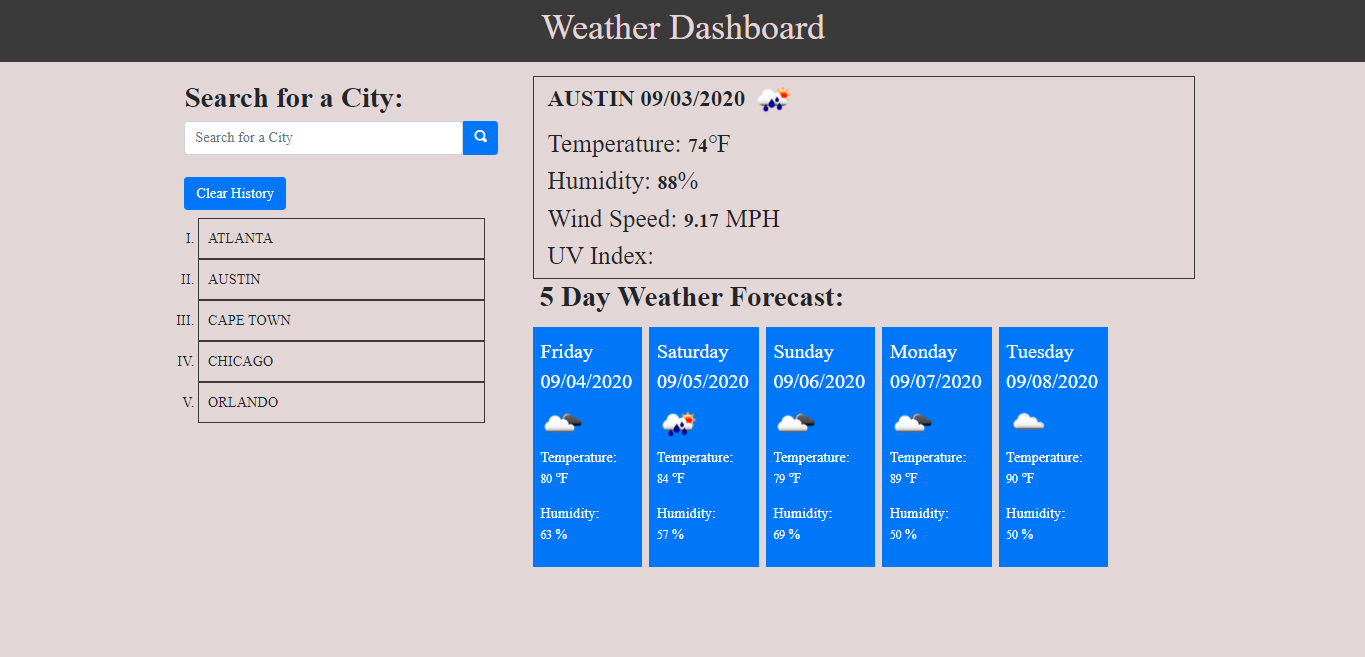 Weather Dashboard
Search for a City:
Search for a City
Clear History
I. ATLANTA
II. AUSTIN
III. CAPE TOWN
IV. CHICAGO
V. ORLANDO
AUSTIN 09/03/2020
Temperature: 74°F
Humidity: 88%
Wind Speed: 9.17 MPH
UV Index:
5 Day Weather Forecast:
Friday
09/04/2020
Temperature:
80 °F
Humidity:
63 %
Saturday
09/05/2020
Temperature:
84 °F
Humidity:
57 %
Sunday
09/06/2020
Temperature:
79 °F
Humidity:
69 %
Monday
09/07/2020
Temperature:
89 °F
Humidity:
50 %
Tuesday
09/08/2020
Temperature:
90 °F
Humidity:
50 %